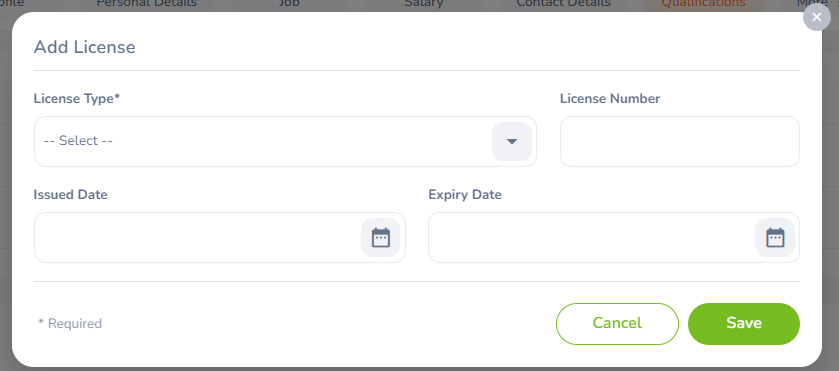 Personal Details Job Salary Contact Details Qualifications More
Add License
License Type* License Number
-- Select --
Issued Date Expiry Date
* Required Cancel Save